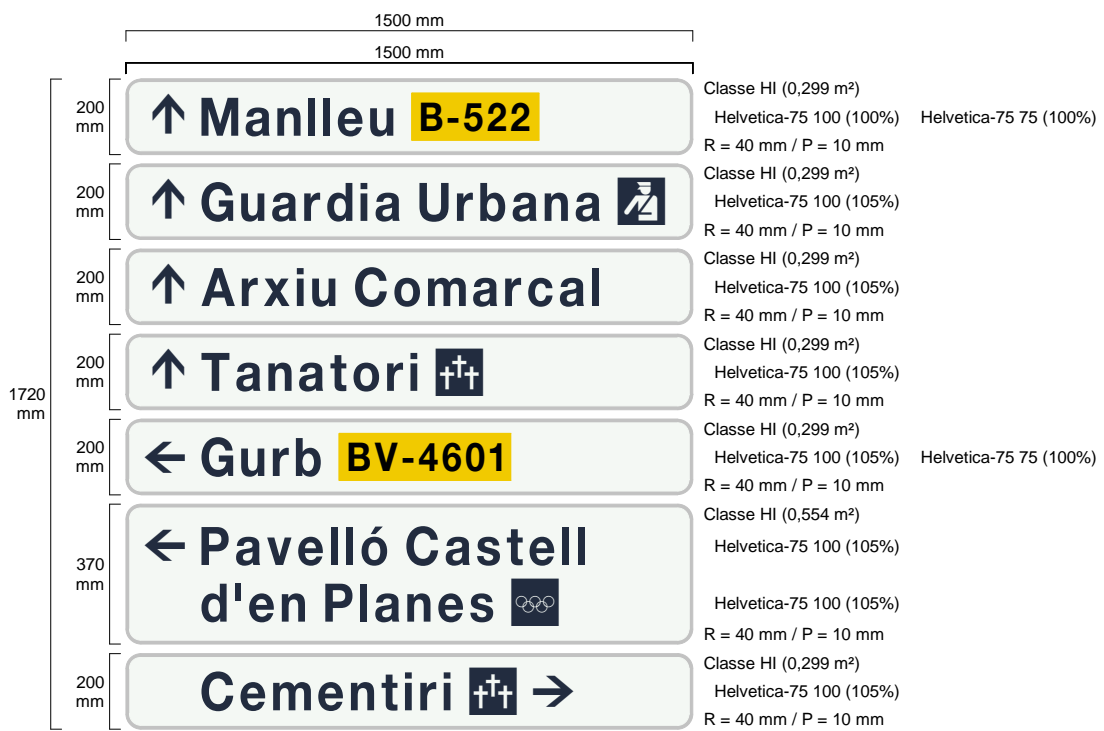 1500 mm
1500 mm
1720 mm
200 mm
Manlleu B-522
Classe HI (0,299 m²)
Helvetica-75 100 (100%) Helvetica-75 75 (100%)
R = 40 mm / P = 10 mm
200 mm
Guardia Urbana
Classe HI (0,299 m²)
Helvetica-75 100 (105%)
R = 40 mm / P = 10 mm
200 mm
Arxiu Comarcal
Classe HI (0,299 m²)
Helvetica-75 100 (105%)
R = 40 mm / P = 10 mm
200 mm
Tanatori
Classe HI (0,299 m²)
Helvetica-75 100 (105%)
R = 40 mm / P = 10 mm
200 mm
Gurb BV-4601
Classe HI (0,299 m²)
Helvetica-75 100 (105%) Helvetica-75 75 (100%)
R = 40 mm / P = 10 mm
370 mm
Pavelló Castell
d'en Planes
Classe HI (0,554 m²)
Helvetica-75 100 (105%)
Helvetica-75 100 (105%)
R = 40 mm / P = 10 mm
200 mm
Cementiri
Classe HI (0,299 m²)
Helvetica-75 100 (105%)
R = 40 mm / P = 10 mm